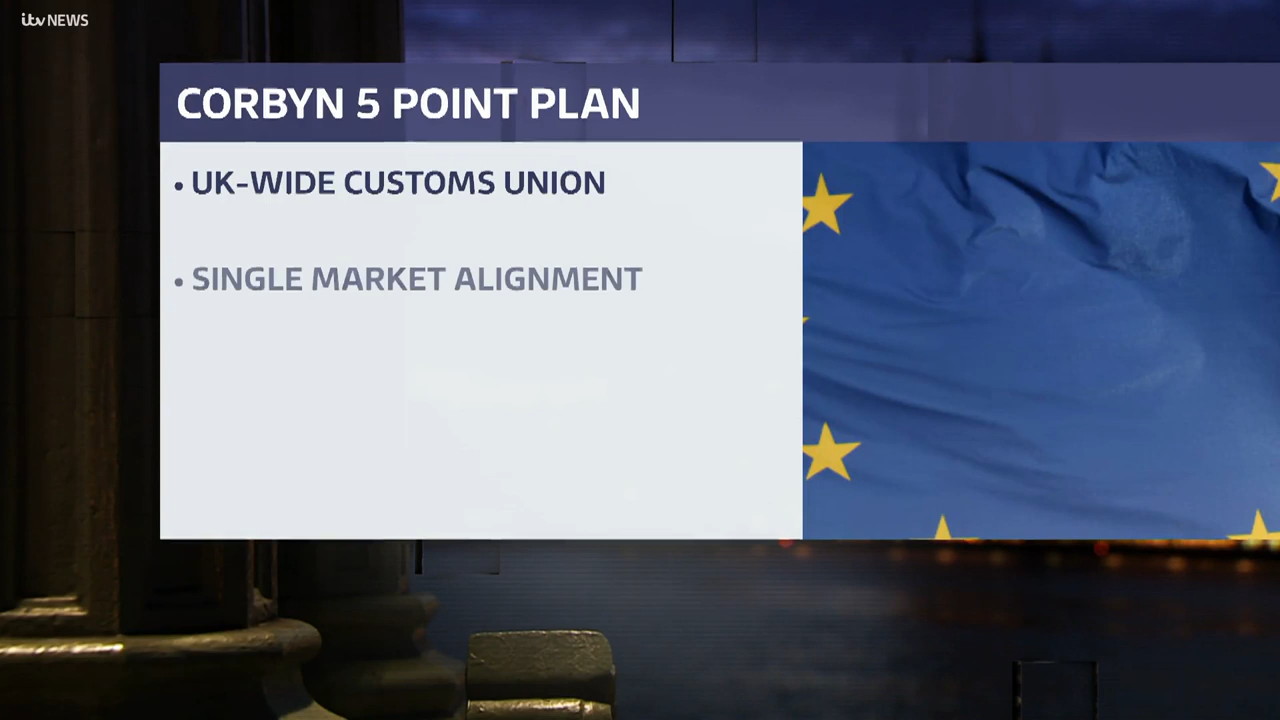 itv NEWS
CORBYN 5 POINT PLAN
• UK-WIDE CUSTOMS UNION
• SINGLE MARKET ALIGNMENT